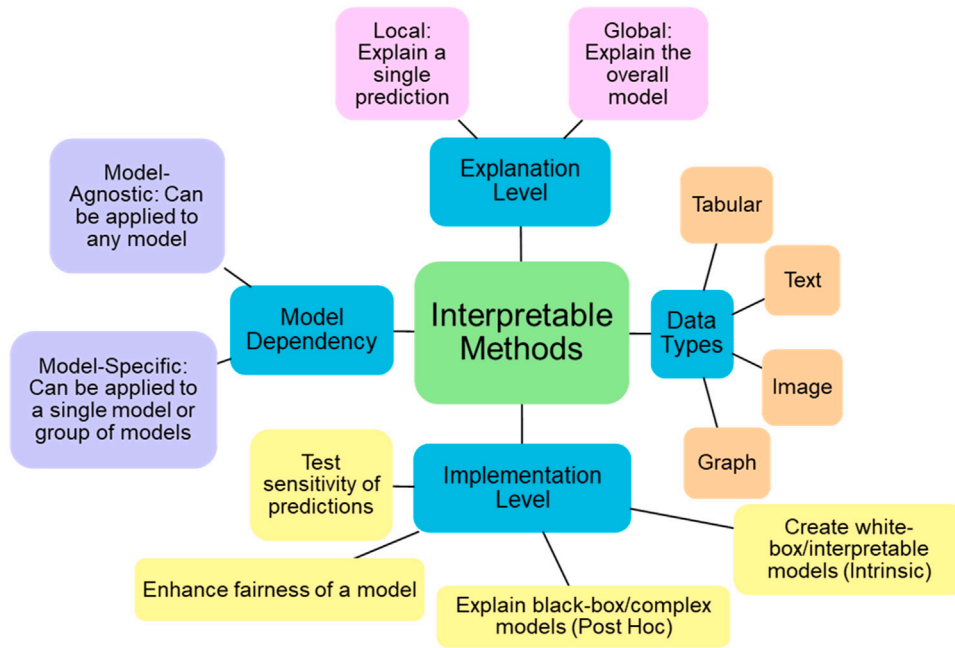 Local:
Explain a
single
prediction
Global:
Explain the
overall
model
Explanation
Level
Model-
Agnostic: Can
be applied to
any model
Tabular
Text
Interpretable
Methods
Model
Dependency
Data
Types
Model-Specific:
Can be applied to
a single model or
group of models
Image
Graph
Test
sensitivity of
predictions
Implementation
Level
Create white-
box/interpretable
models (Intrinsic)
Enhance fairness of a model
Explain black-box/complex
models (Post Hoc)